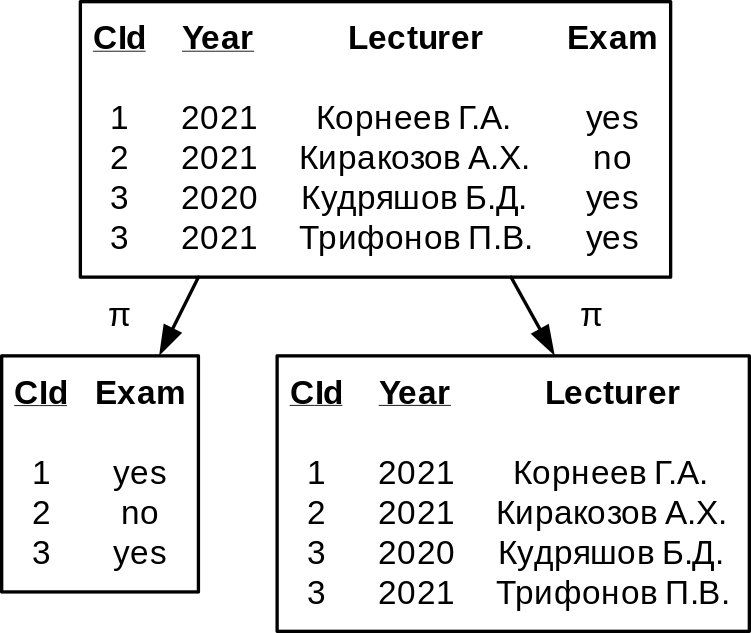 CId Year Lecturer Exam
1 2021 Корнеев Г.А. yes
2 2021 Киракозов А.Х. no
3 2020 Кудряшов Б.Д. yes
3 2021 Трифонов П.В. yes
π π
CId Exam
1 yes
2 no
3 yes
CId Year Lecturer
1 2021 Корнеев Г.А.
2 2021 Киракозов А.Х.
3 2020 Кудряшов Б.Д.
3 2021 Трифонов П.В.